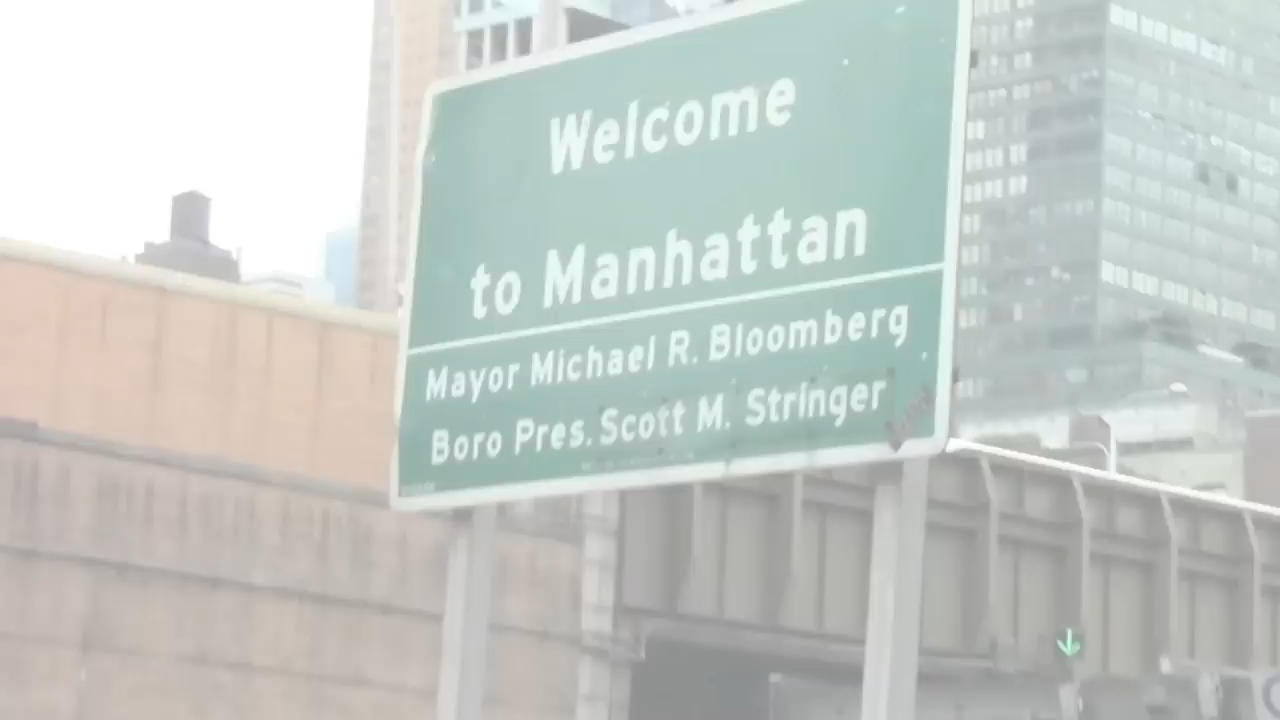 Welcome
to Manhattan
Mayor Michael R. Bloomberg
Boro Pres. Scott M. Stringer